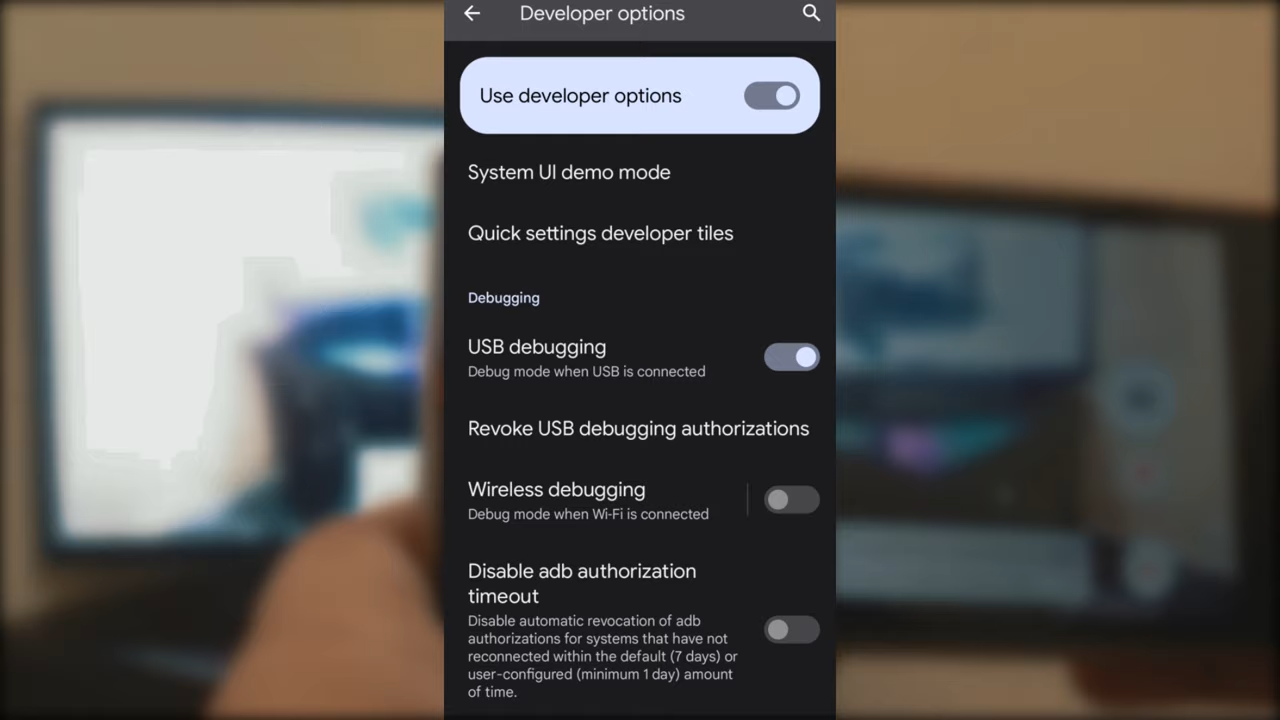 Developer options
Use developer options
System UI demo mode
Quick settings developer tiles
Debugging
USB debugging
Debug mode when USB is connected
Revoke USB debugging authorizations
Wireless debugging
Debug mode when Wi-Fi is connected
Disable adb authorization
timeout
Disable automatic revocation of adb
authorizations for systems that have not
reconnected within the default (7 days) or
user-configured (minimum 1 day) amount
of time.